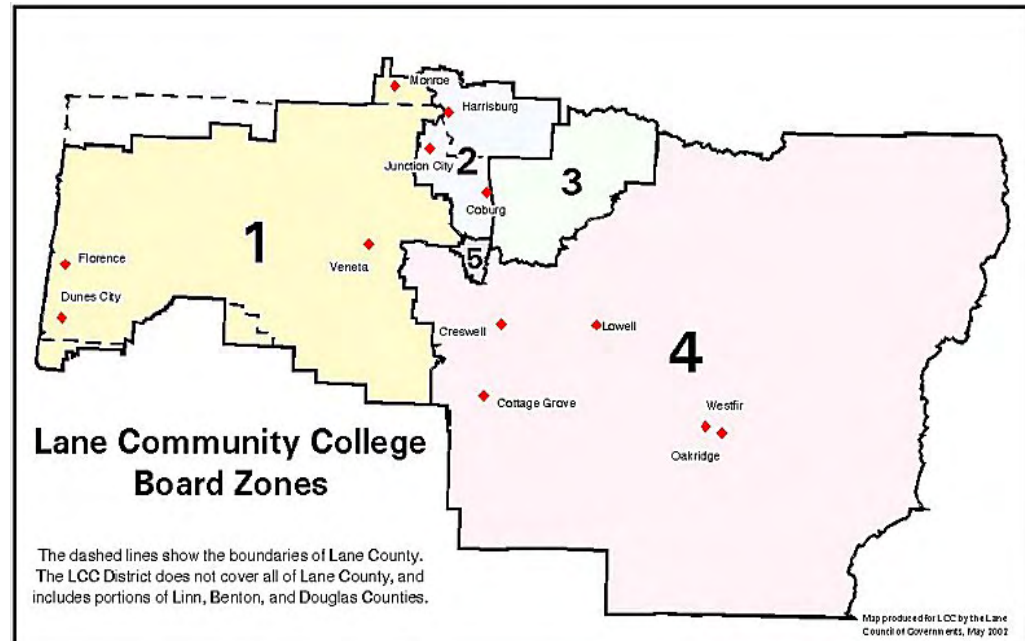 Monroe
Harrisburg
Junction City
2
3
Coburg
5
1
Florence
Veneta
Dunes City
Creswell
Lowell
4
Cottage Grove
Westfir
Oakridge
Lane Community College
Board Zones
The dashed lines show the boundaries of Lane County.
The LCC District does not cover all of Lane County, and
includes portions of Linn, Benton, and Douglas Counties.
Map produced for LCC by the Lane
Council of Governments, May 2002